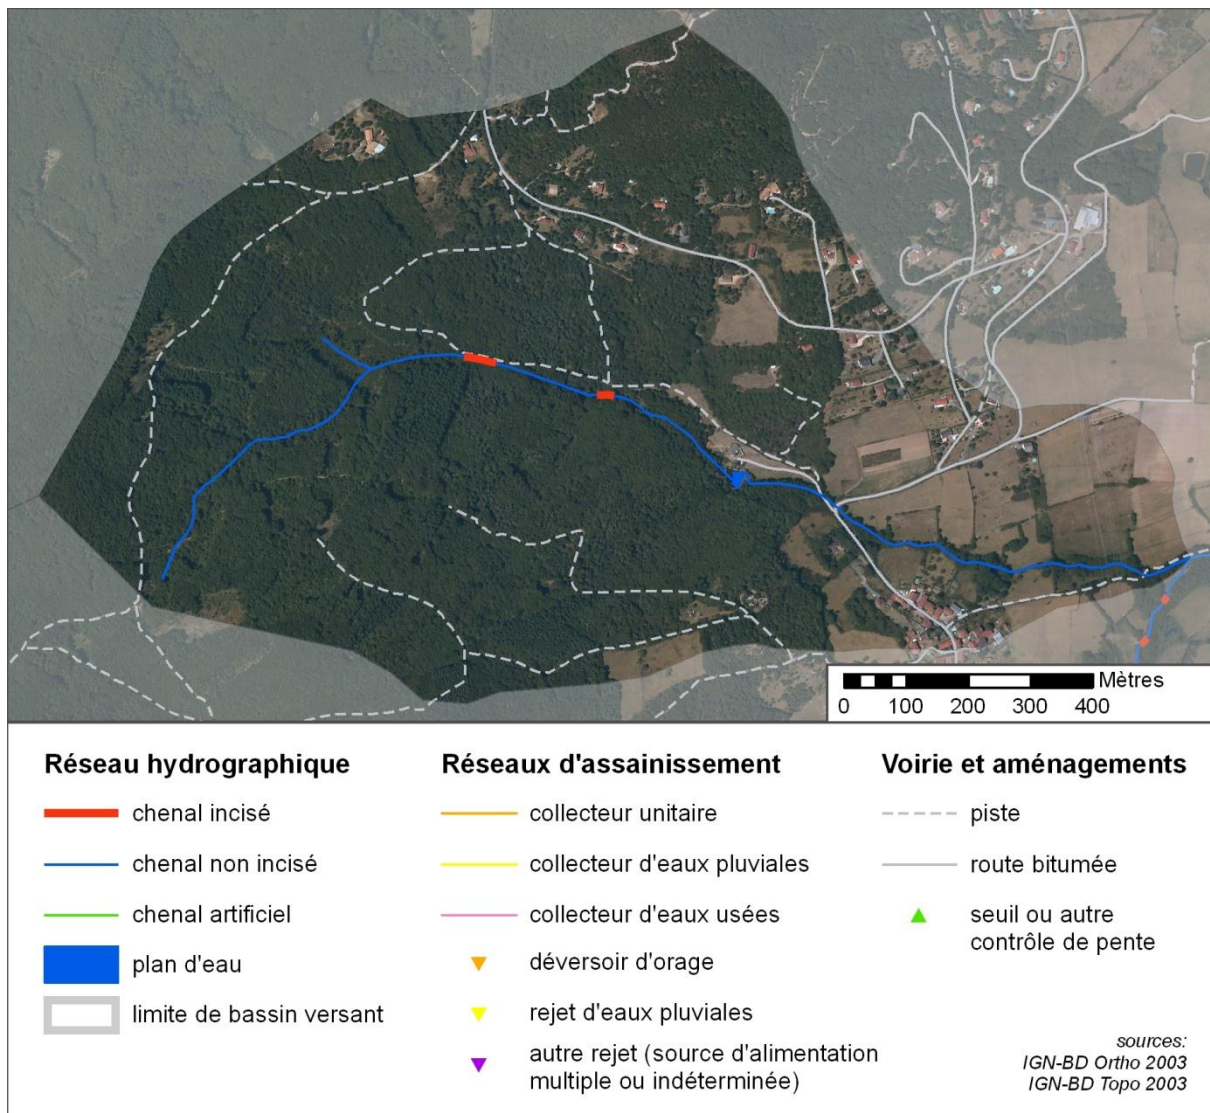 Mètres
0 100 200 300 400
Réseau hydrographique
chenal incisé
chenal non incisé
chenal artificiel
plan d'eau
limite de bassin versant
Réseaux d'assainissement
collecteur unitaire
collecteur d'eaux pluviales
collecteur d'eaux usées
déversoir d'orage
rejet d'eaux pluviales
autre rejet (source d'alimentation
multiple ou indéterminée)
Voirie et aménagements
piste
route bitumée
seuil ou autre
contrôle de pente
sources:
IGN-BD Ortho 2003
IGN-BD Topo 2003